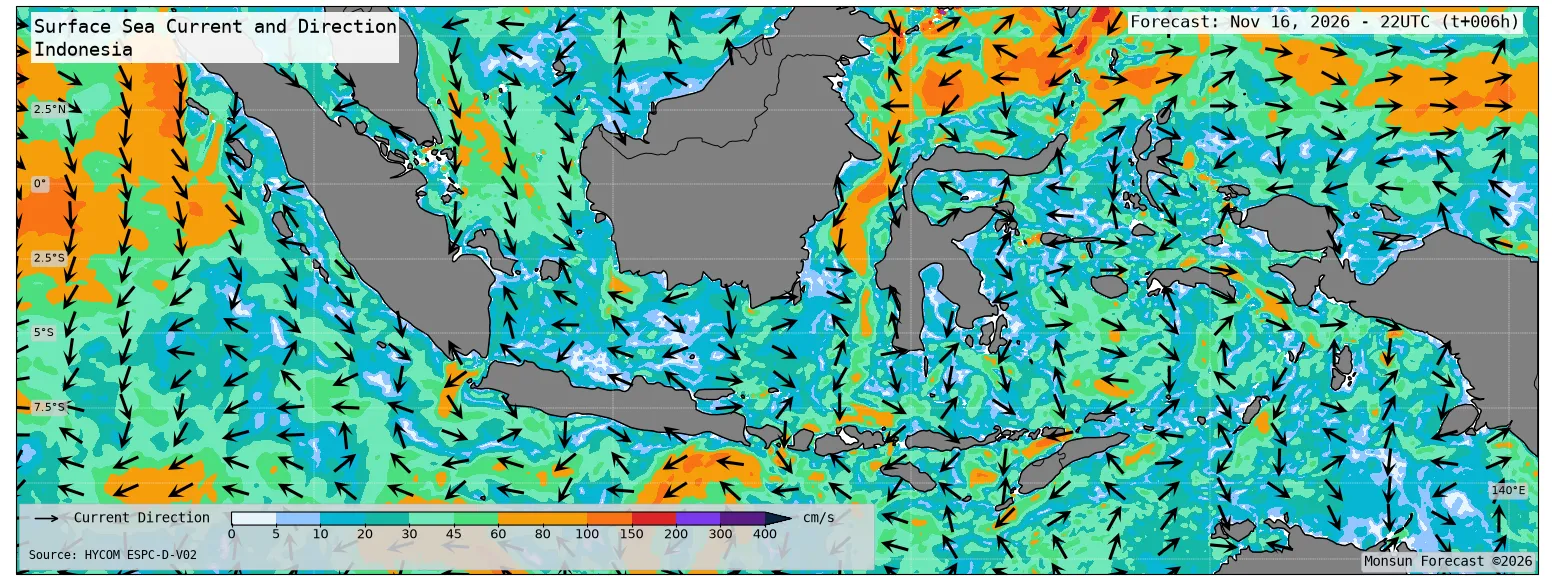 Surface Sea Current and Direction
Indonesia
Forecast: Nov 16, 2026 - 22UTC (t+006h)
2.5°N
0°
2.5°S
5°S
7.5°S
140°E
Current Direction
0 5 10 20 30 45 60 80 100 150 200 300 400 cm/s
Source: HYCOM ESPC-D-V02
Monsun Forecast ©2026